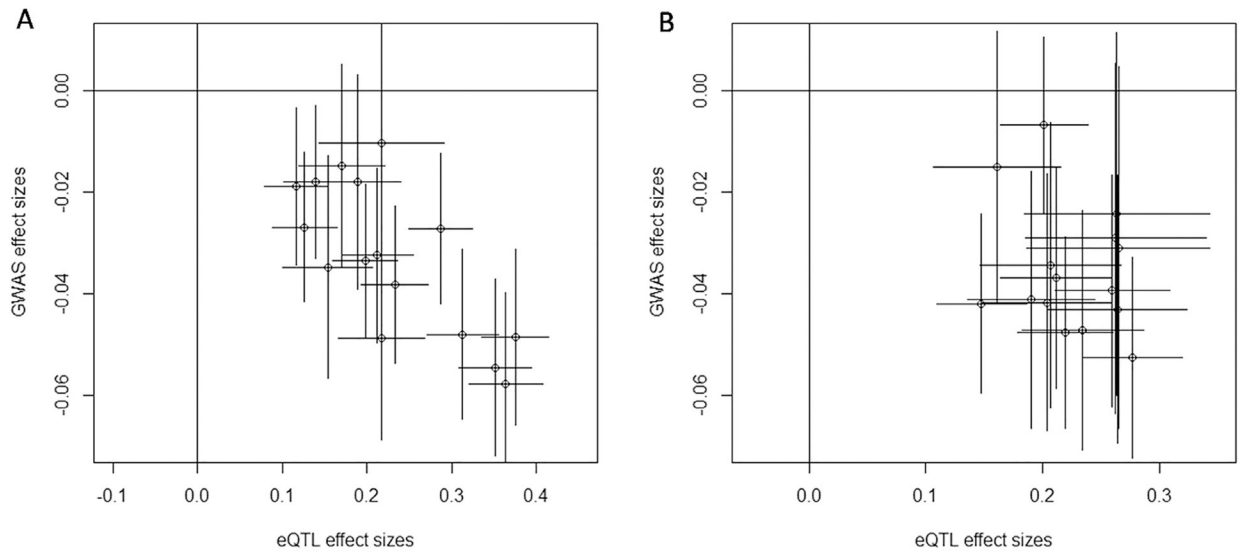 A
GWAS effect sizes
0.00
-0.02
-0.04
-0.06
-0.1 0.0 0.1 0.2 0.3 0.4
eQTL effect sizes
B
GWAS effect sizes
0.00
-0.02
-0.04
-0.06
0.0 0.1 0.2 0.3
eQTL effect sizes